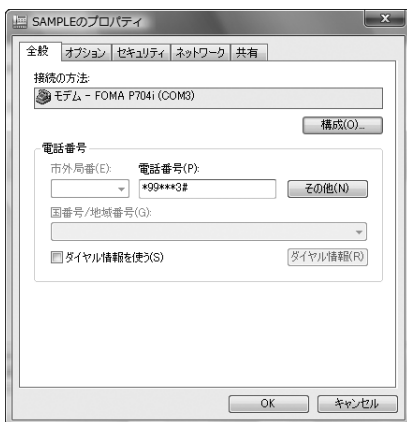 SAMPLEのプロパティ
全般 オプション セキュリティ ネットワーク 共有
接続の方法:
モデム - FOMA P704i (COM3)
構成(O)...
電話番号
市外局番(E): 電話番号(P):
*99***3# その他(N)
国番号/地域番号(G):
ダイヤル情報を使う(S) ダイヤル情報(R)
OK キャンセル